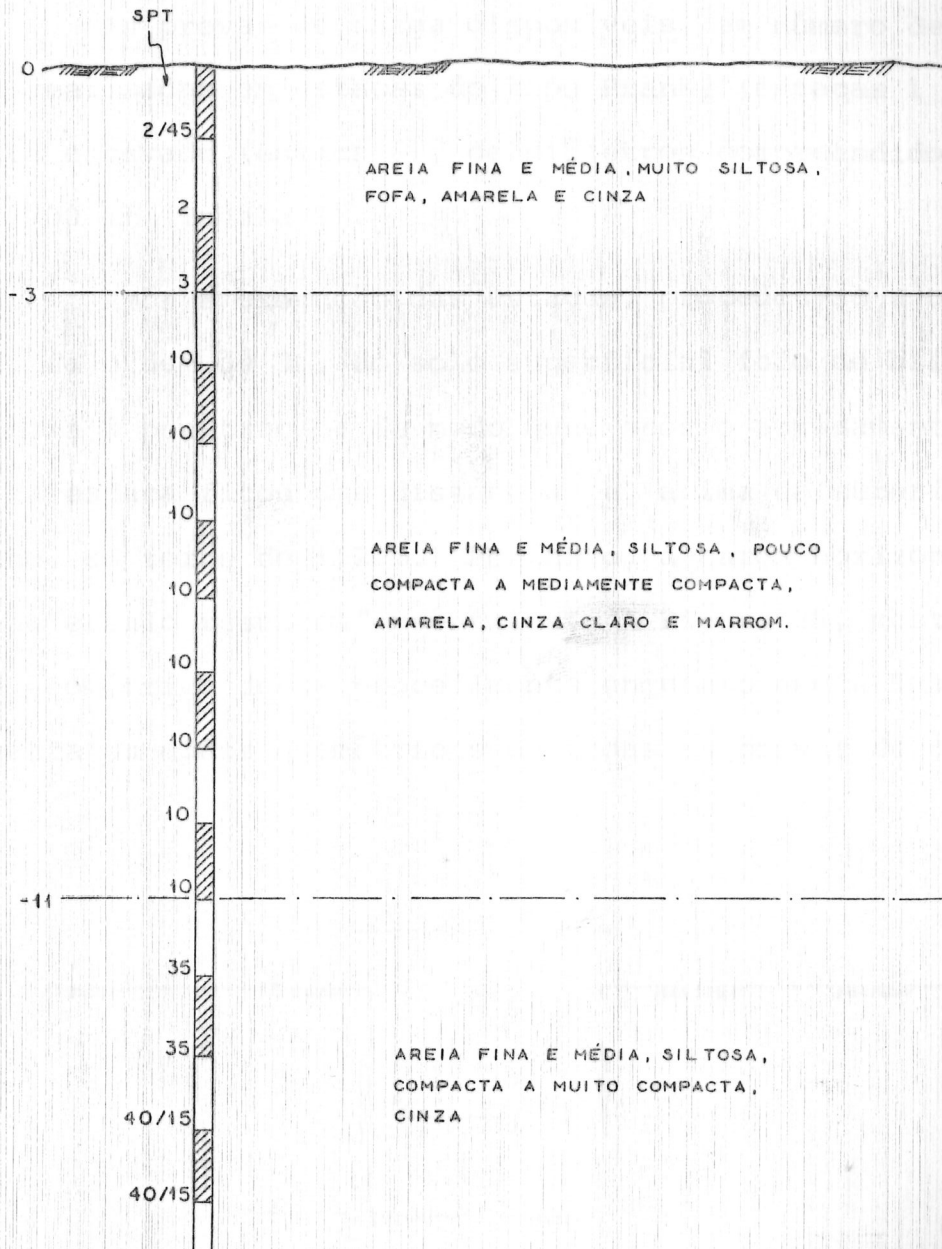 SPT
0
2/45
AREIA FINA E MÉDIA, MUITO SILTOSA,
FOFA, AMARELA E CINZA
2
3
-3
10
10
10
AREIA FINA E MÉDIA, SILTOSA, POUCO
COMPACTA A MEDIAMENTE COMPACTA,
10
AMARELA, CINZA CLARO E MARROM.
10
10
10
10
-11
35
35
AREIA FINA E MÉDIA, SILTOSA,
COMPACTA A MUITO COMPACTA,
40/15
CINZA
40/15